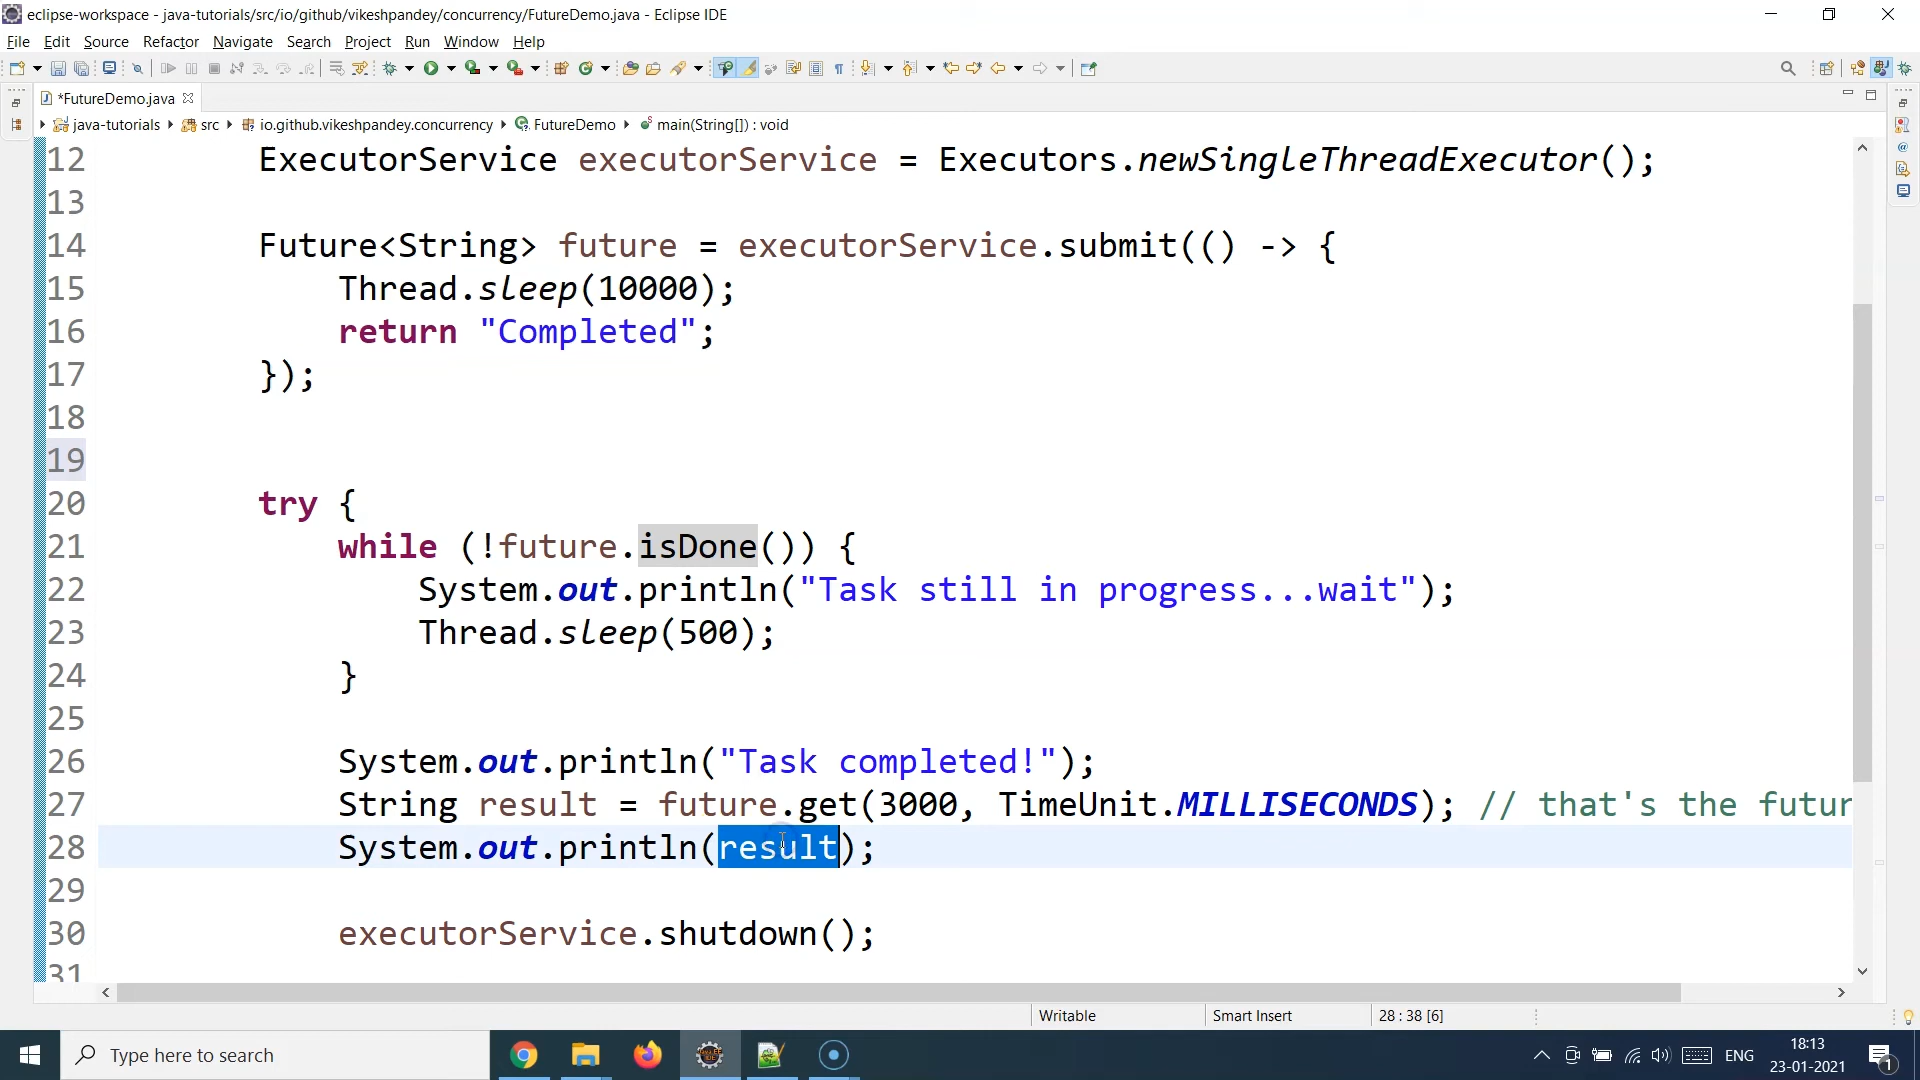 eclipse-workspace - java-tutorials/src/io/github/vikeshpandey/concurrency/FutureDemo.java - Eclipse IDE
File Edit Source Refactor Navigate Search Project Run Window Help
*FutureDemo.java
java-tutorials src io.github.vikeshpandey.concurrency FutureDemo main(String[]) : void
12 ExecutorService executorService = Executors.newSingleThreadExecutor();
13
14 Future<String> future = executorService.submit(() -> {
15 Thread.sleep(10000);
16 return "Completed";
17 });
18
19
20 try {
21 while (!future.isDone()) {
22 System.out.println("Task still in progress...wait");
23 Thread.sleep(500);
24 }
25
26 System.out.println("Task completed!");
27 String result = future.get(3000, TimeUnit.MILLISECONDS); // that's the futur
28 System.out.println(result);
29
30 executorService.shutdown();
31
Writable Smart Insert 28 : 38 [6]
Type here to search
ENG
18:13
23-01-2021
1